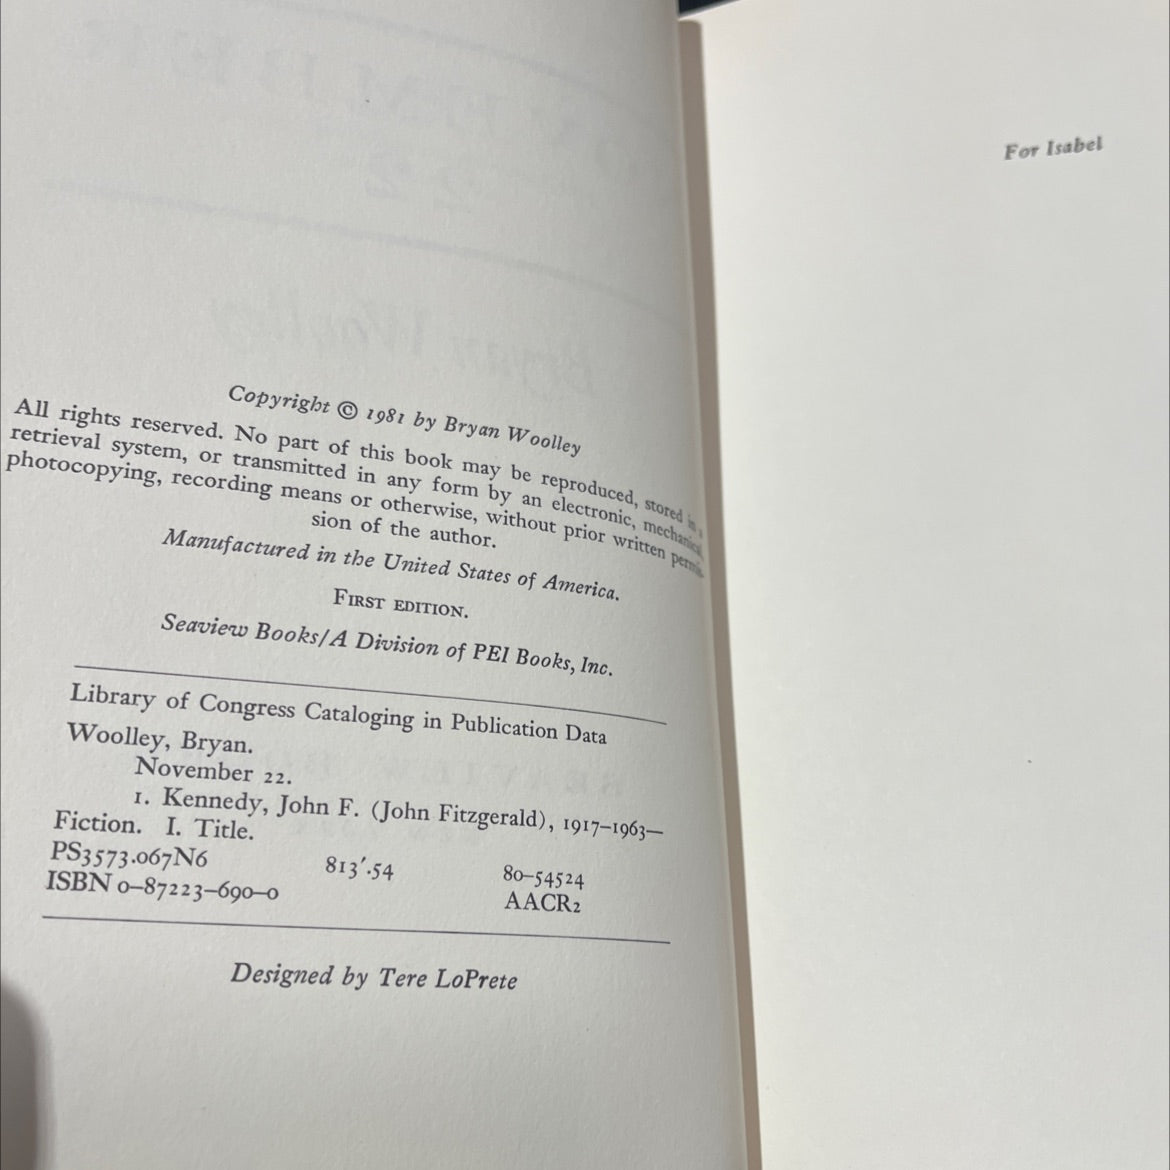 Copyright © 1981 by Bryan Woolley
All rights reserved. No part of this book may be reproduced, stored in a
retrieval system, or transmitted in any form by an electronic, mechanical,
photocopying, recording means or otherwise, without prior written permis-
sion of the author.
Manufactured in the United States of America.
FIRST EDITION.
Seaview Books/A Division of PEI Books, Inc.
Library of Congress Cataloging in Publication Data
Woolley, Bryan.
November 22.
1. Kennedy, John F. (John Fitzgerald), 1917–1963—
Fiction. I. Title.
PS3573.O67N6 813'.54 80–54524
ISBN 0–87223–690–0 AACR2
Designed by Tere LoPrete
For Isabel